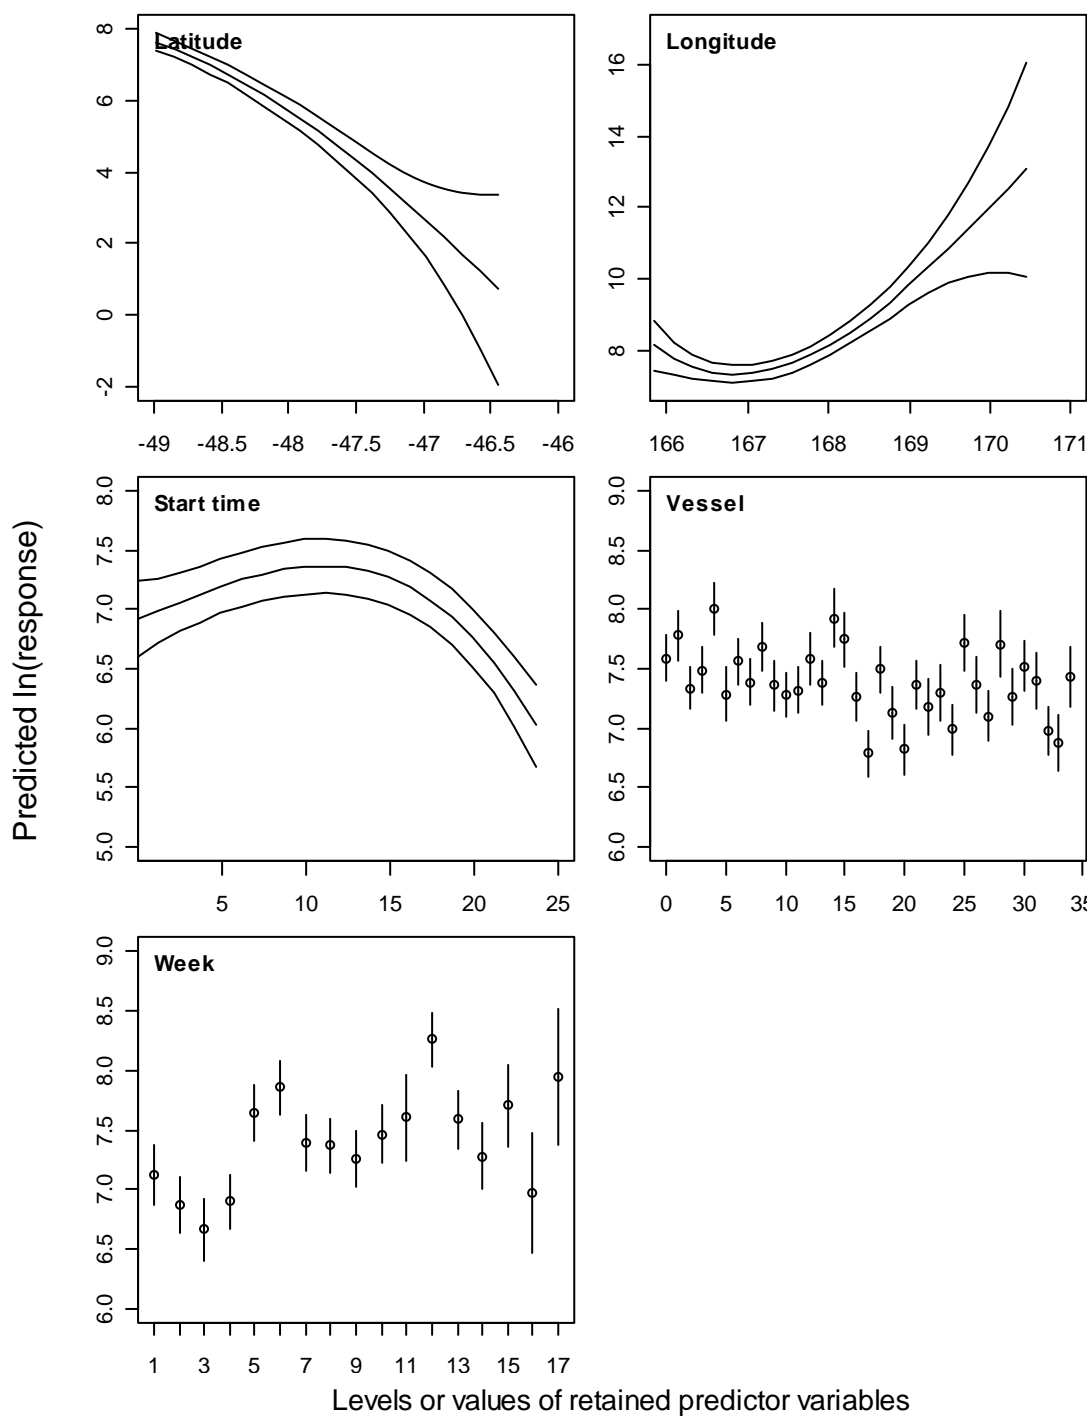 Latitude
8
6
4
2
0
-2
-49 -48.5 -48 -47.5 -47 -46.5 -46
Longitude
16
14
12
10
8
166 167 168 169 170 171
Predicted ln(response)
Start time
8.0
7.5
7.0
6.5
6.0
5.5
5.0
5 10 15 20 25
Vessel
9.0
8.5
8.0
7.5
7.0
6.5
6.0
0 5 10 15 20 25 30 35
Week
9.0
8.5
8.0
7.5
7.0
6.5
6.0
1 3 5 7 9 11 13 15 17
Levels or values of retained predictor variables